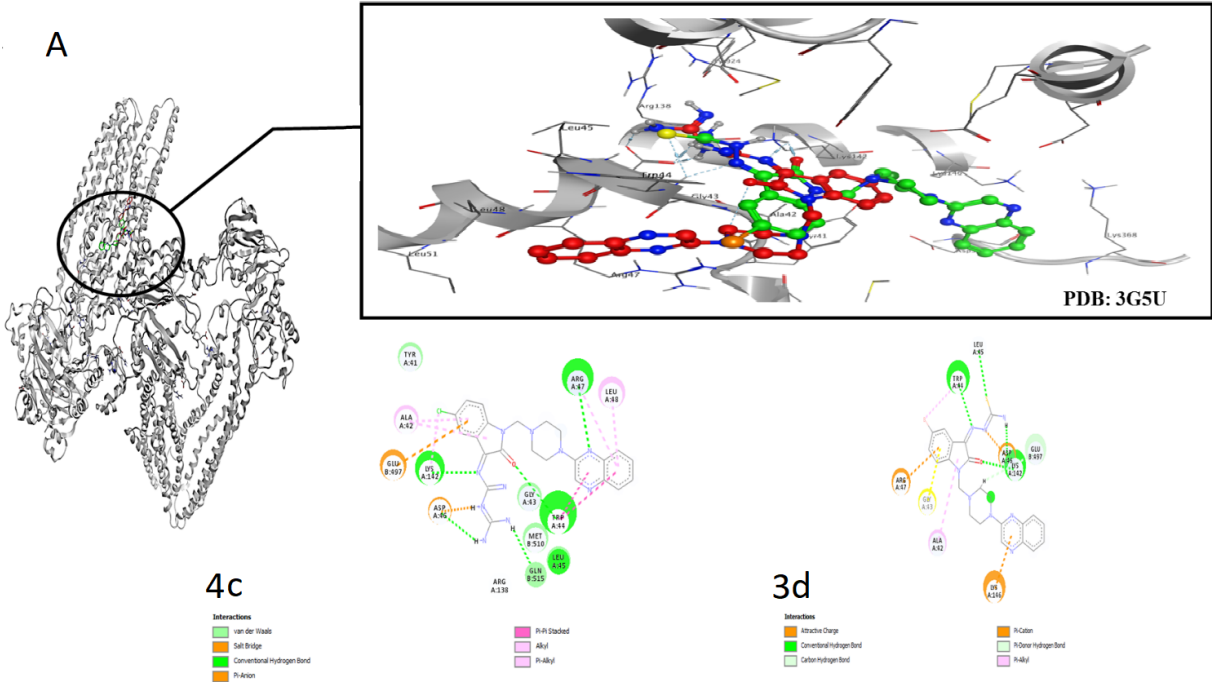 A
Arg138
Leu45
Trp44
Gly43
Leu48
Ala42
Leu51
Arg47
Lys368
PDB: 3G5U
TYR
A:41
ARG
A:47
LEU
A:48
ALA
A:42
GLU
B:497
LYS
A:142
ASP
A:46
GLY
A:43
TRP
A:44
MET
B:510
LEU
A:45
GLN
B:515
ARG
A:138
H
H
H
4c
Interactions
van der Waals
Salt Bridge
Conventional Hydrogen Bond
Pi-Anion
Pi-Pi Stacked
Alkyl
Pi-Alkyl
LEU
A:45
TRP
A:44
H
ASP
A:46
GLU
B:497
LYS
A:142
ARG
A:47
GLY
A:43
H
ALA
A:42
LYS
A:146
3d
Interactions
Attractive Charge
Conventional Hydrogen Bond
Carbon Hydrogen Bond
Pi-Cation
Pi-Donor Hydrogen Bond
Pi-Alkyl